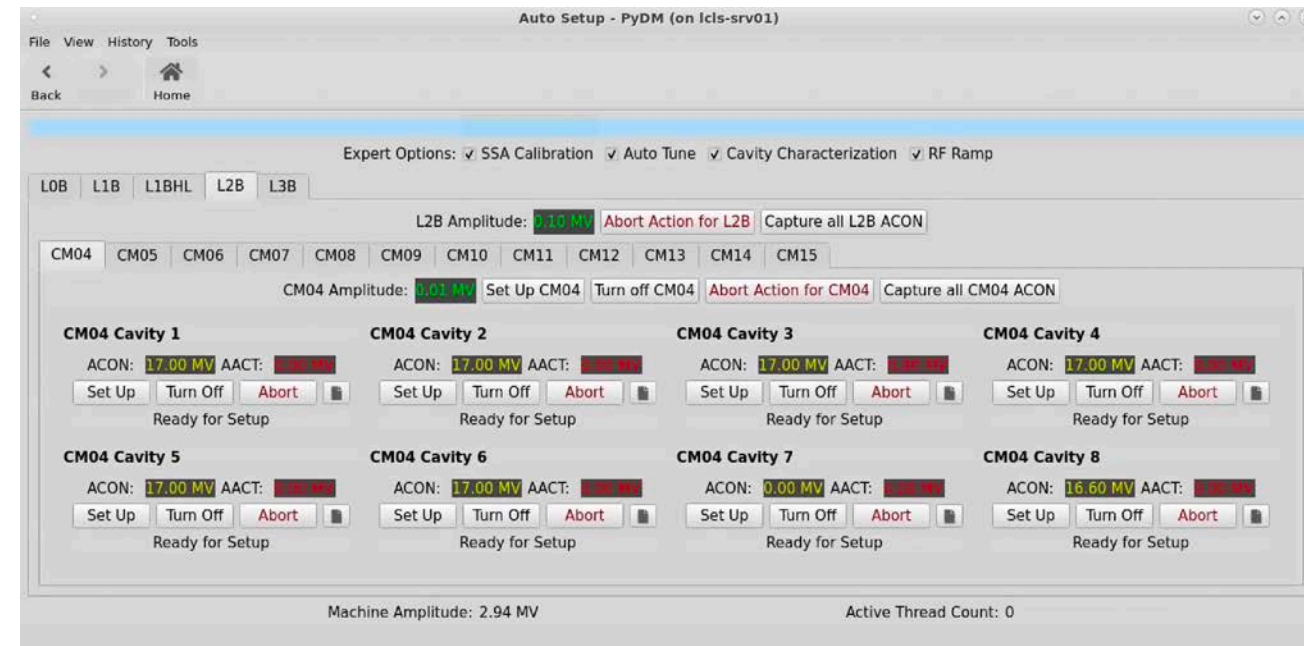 Auto Setup - PyDM (on lcls-srv01)
File View History Tools
Back Home
Expert Options: SSA Calibration Auto Tune Cavity Characterization RF Ramp
L0B L1B L1BHL L2B L3B
L2B Amplitude: 0.10 MV Abort Action for L2B Capture all L2B ACON
CM04 CM05 CM06 CM07 CM08 CM09 CM10 CM11 CM12 CM13 CM14 CM15
CM04 Amplitude: 0.01 MV Set Up CM04 Turn off CM04 Abort Action for CM04 Capture all CM04 ACON
CM04 Cavity 1 CM04 Cavity 2 CM04 Cavity 3 CM04 Cavity 4
ACON: 17.00 MV AACT: ACON: 17.00 MV AACT: ACON: 17.00 MV AACT: ACON: 17.00 MV AACT:
Set Up Turn Off Abort Set Up Turn Off Abort Set Up Turn Off Abort Set Up Turn Off Abort
Ready for Setup Ready for Setup Ready for Setup Ready for Setup
CM04 Cavity 5 CM04 Cavity 6 CM04 Cavity 7 CM04 Cavity 8
ACON: 17.00 MV AACT: ACON: 17.00 MV AACT: ACON: 0.00 MV AACT: ACON: 16.60 MV AACT:
Set Up Turn Off Abort Set Up Turn Off Abort Set Up Turn Off Abort Set Up Turn Off Abort
Ready for Setup Ready for Setup Ready for Setup Ready for Setup
Machine Amplitude: 2.94 MV Active Thread Count: 0